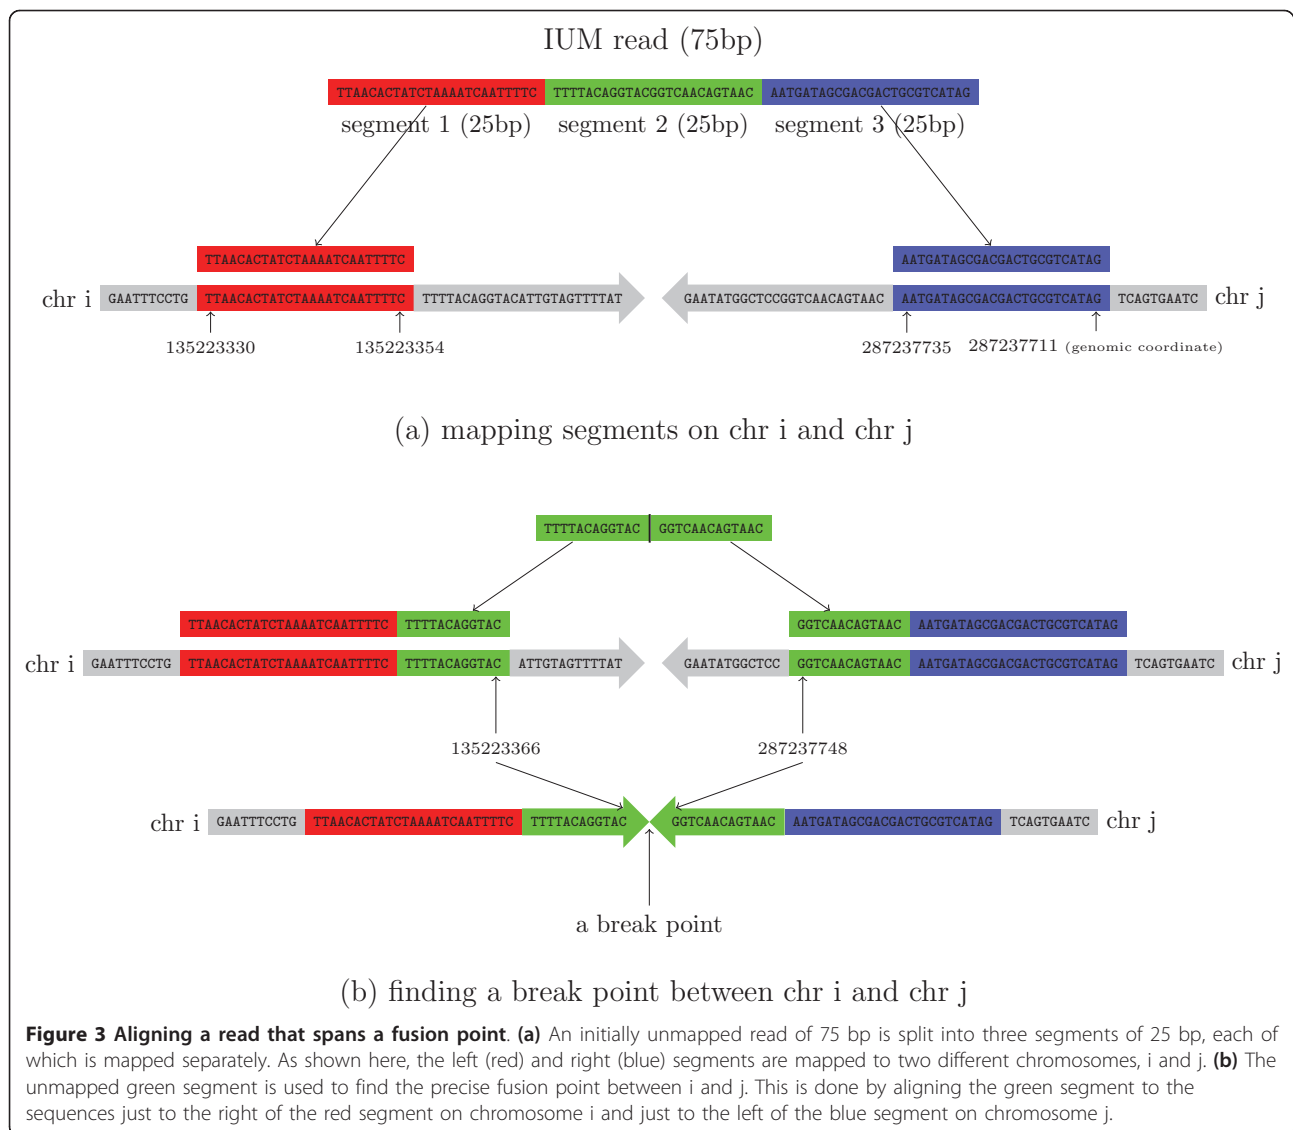 IUM read (75bp)
TTAACACTATCTAAAATCAATTTTC TTTTACAGGTACGGTCAACAGTAAC AATGATAGCGACGACTGCGTCATAG
segment 1 (25bp) segment 2 (25bp) segment 3 (25bp)
TTAACACTATCTAAAATCAATTTTC AATGATAGCGACGACTGCGTCATAG
chr i GAATTTCCTG TTAACACTATCTAAAATCAATTTTC TTTTACAGGTACATTGTAGTTTTAT GAATATGGCTCCGGTCAACAGTAAC AATGATAGCGACGACTGCGTCATAG TCAGTGAATC chr j
135223330 135223354 287237735 287237711 (genomic coordinate)
(a) mapping segments on chr i and chr j
TTTTACAGGTAC GGTCAACAGTAAC
TTAACACTATCTAAAATCAATTTTC TTTTACAGGTAC GGTCAACAGTAAC AATGATAGCGACGACTGCGTCATAG
chr i GAATTTCCTG TTAACACTATCTAAAATCAATTTTC TTTTACAGGTAC ATTGTAGTTTTAT GAATATGGCTCC GGTCAACAGTAAC AATGATAGCGACGACTGCGTCATAG TCAGTGAATC chr j
135223366 287237748
chr i GAATTTCCTG TTAACACTATCTAAAATCAATTTTC TTTTACAGGTAC GGTCAACAGTAAC AATGATAGCGACGACTGCGTCATAG TCAGTGAATC chr j
a break point
(b) finding a break point between chr i and chr j
Figure 3 Aligning a read that spans a fusion point. (a) An initially unmapped read of 75 bp is split into three segments of 25 bp, each of
which is mapped separately. As shown here, the left (red) and right (blue) segments are mapped to two different chromosomes, i and j. (b) The
unmapped green segment is used to find the precise fusion point between i and j. This is done by aligning the green segment to the
sequences just to the right of the red segment on chromosome i and just to the left of the blue segment on chromosome j.